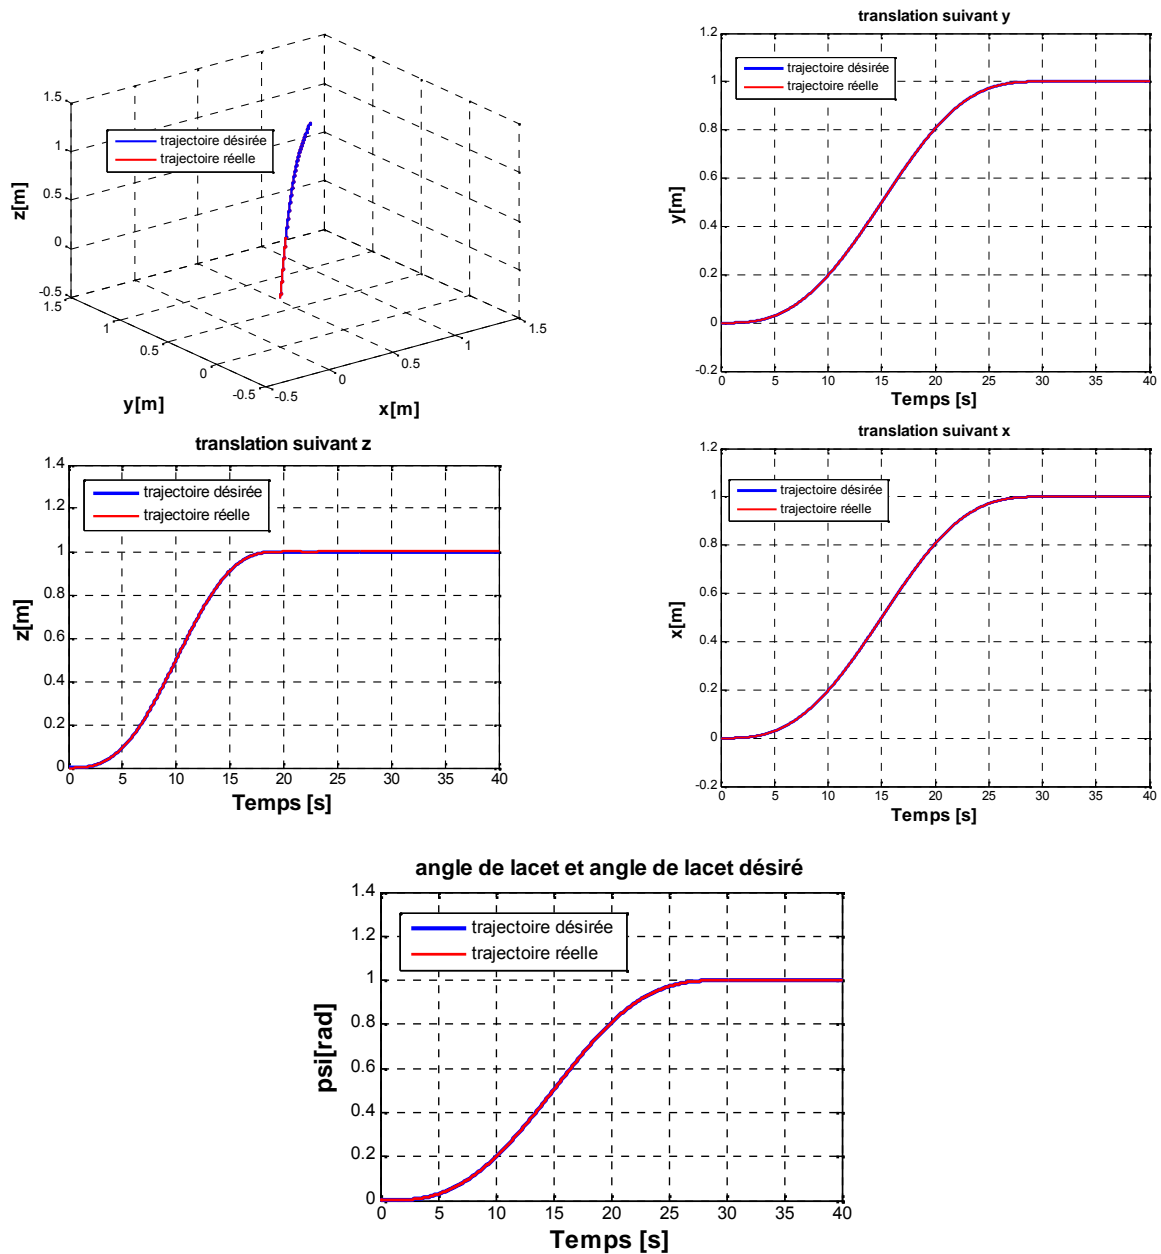 1.5
1
0.5
0
-0.5
z[m]
trajectoire désirée
trajectoire réelle
1.5
1
0.5
0
-0.5
y[m]
-0.5
0
0.5
1
1.5
x[m]
translation suivant y
1.2
1
0.8
0.6
0.4
0.2
0
-0.2
y[m]
trajectoire désirée
trajectoire réelle
0 5 10 15 20 25 30 35 40
Temps [s]
translation suivant z
1.4
1.2
1
0.8
0.6
0.4
0.2
0
z[m]
trajectoire désirée
trajectoire réelle
0 5 10 15 20 25 30 35 40
Temps [s]
translation suivant x
1.2
1
0.8
0.6
0.4
0.2
0
-0.2
x[m]
trajectoire désirée
trajectoire réelle
0 5 10 15 20 25 30 35 40
Temps [s]
angle de lacet et angle de lacet désiré
1.4
1.2
1
0.8
0.6
0.4
0.2
0
psi[rad]
trajectoire désirée
trajectoire réelle
0 5 10 15 20 25 30 35 40
Temps [s]